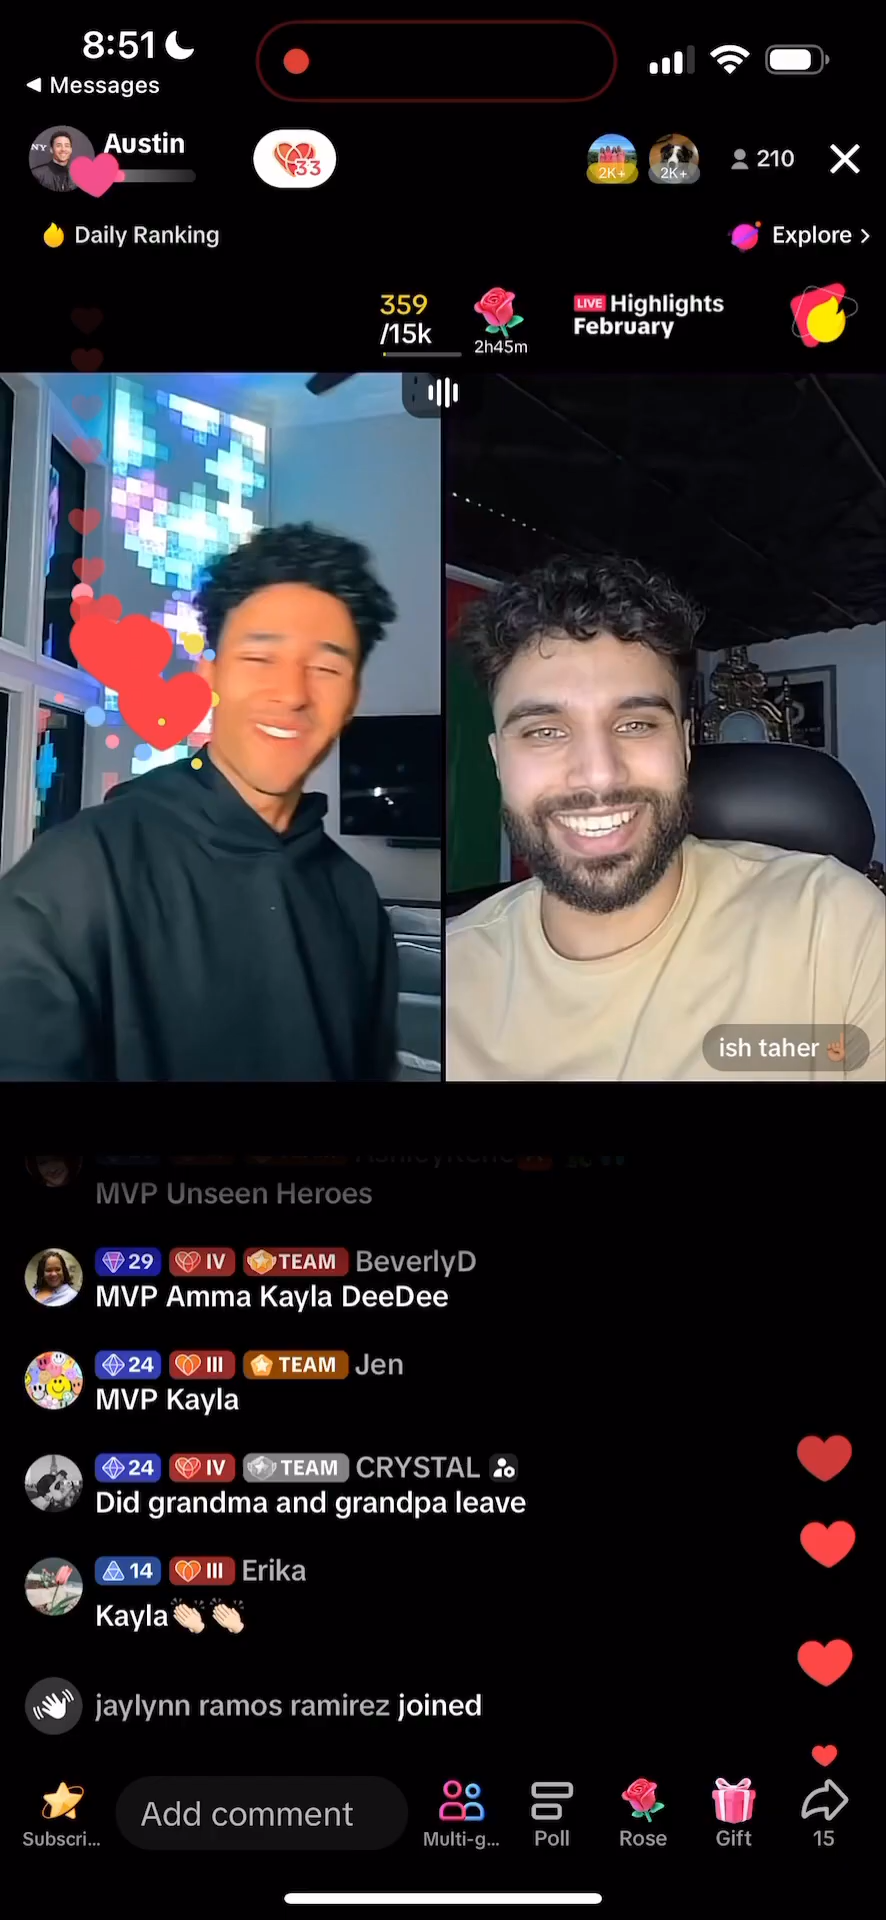 8:51
Messages
NY
Austin
33
2K+
2K+
210
Daily Ranking
Explore
359
/15k
2h45m
LIVE Highlights
February
ish taher
MVP Unseen Heroes
29 IV TEAM BeverlyD
MVP Amma Kayla DeeDee
24 III TEAM Jen
MVP Kayla
24 IV TEAM CRYSTAL
Did grandma and grandpa leave
14 III Erika
Kayla👏🏻👏🏻
jaylynn ramos ramirez joined
Subscri...
Add comment
Multi-g...
Poll
Rose
Gift
15